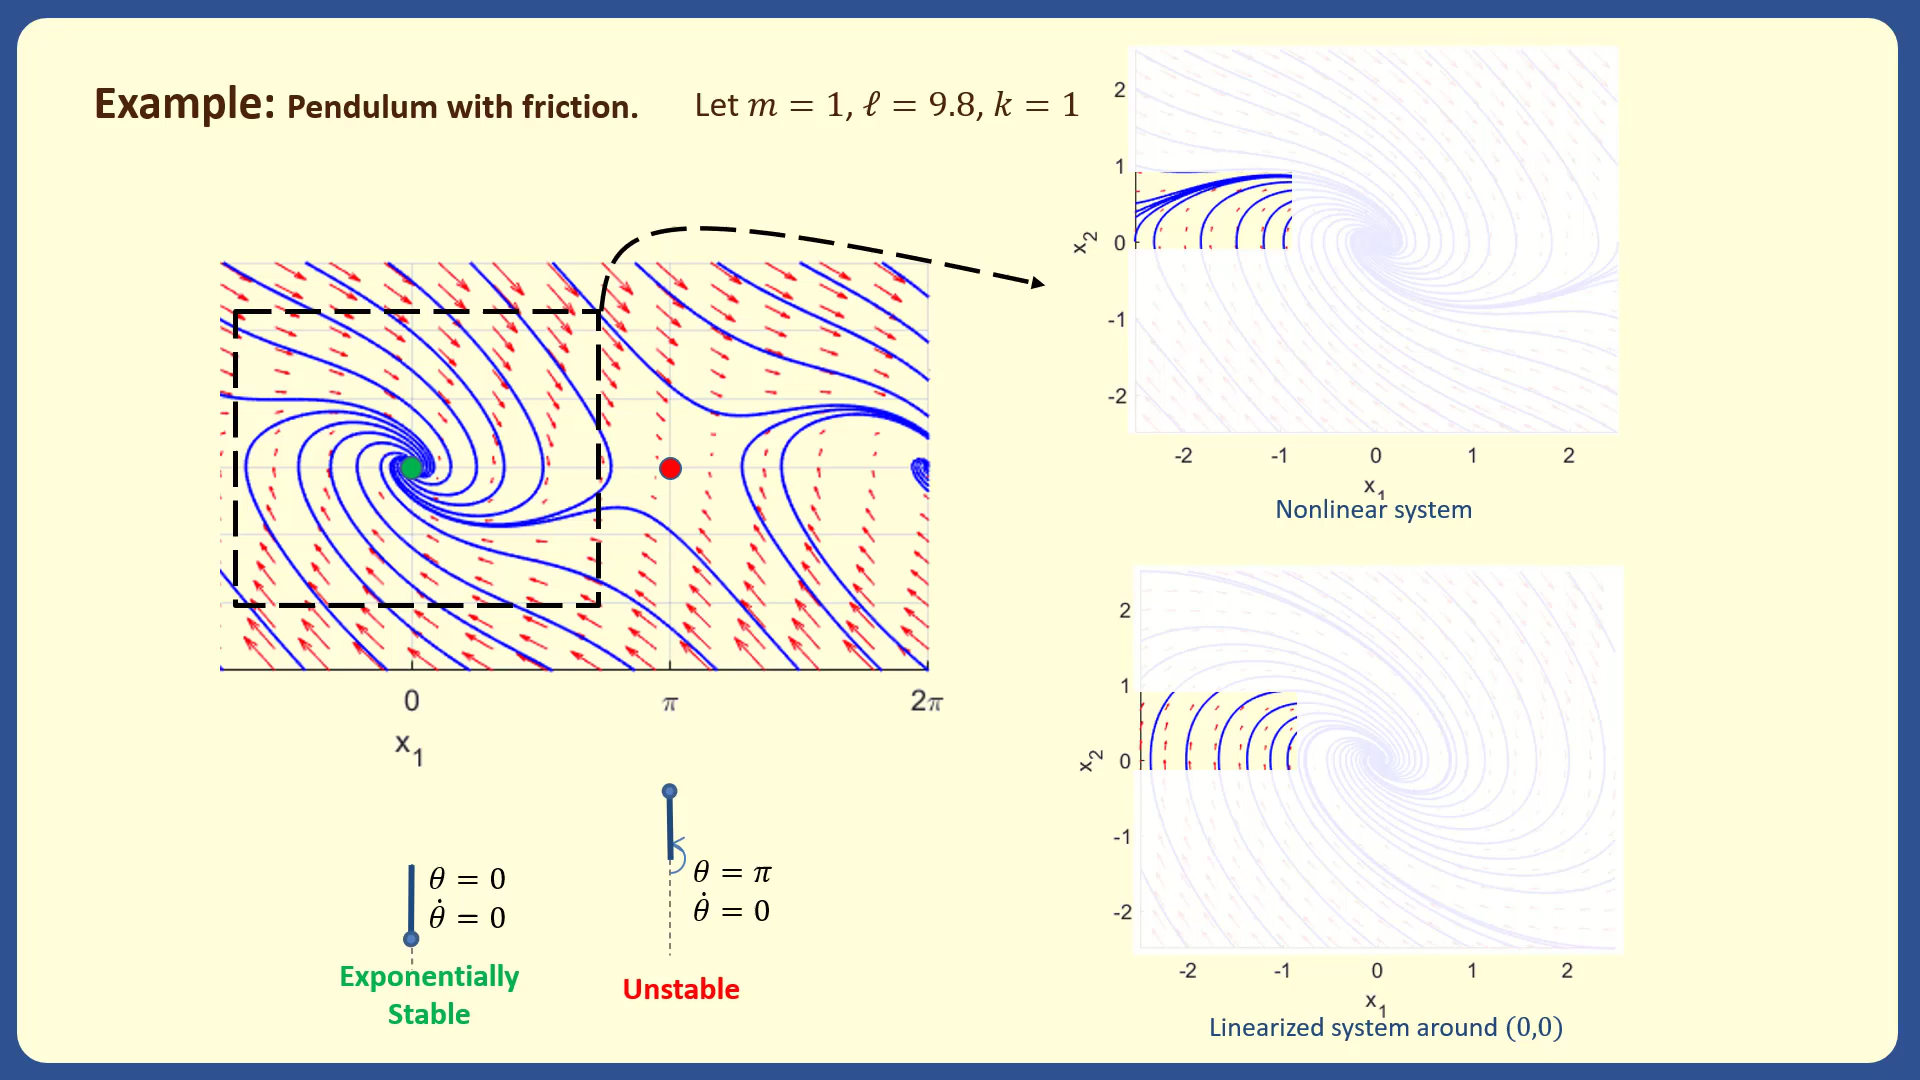 Example: Pendulum with friction. Let m = 1, ℓ = 9.8, k = 1
0
π
2π
x₁
θ = 0
θ̇ = 0
Exponentially
Stable
θ = π
θ̇ = 0
Unstable
2
1
0
-1
-2
x₂
-2 -1 0 1 2
x₁
Nonlinear system
2
1
0
-1
-2
x₂
-2 -1 0 1 2
x₁
Linearized system around (0,0)